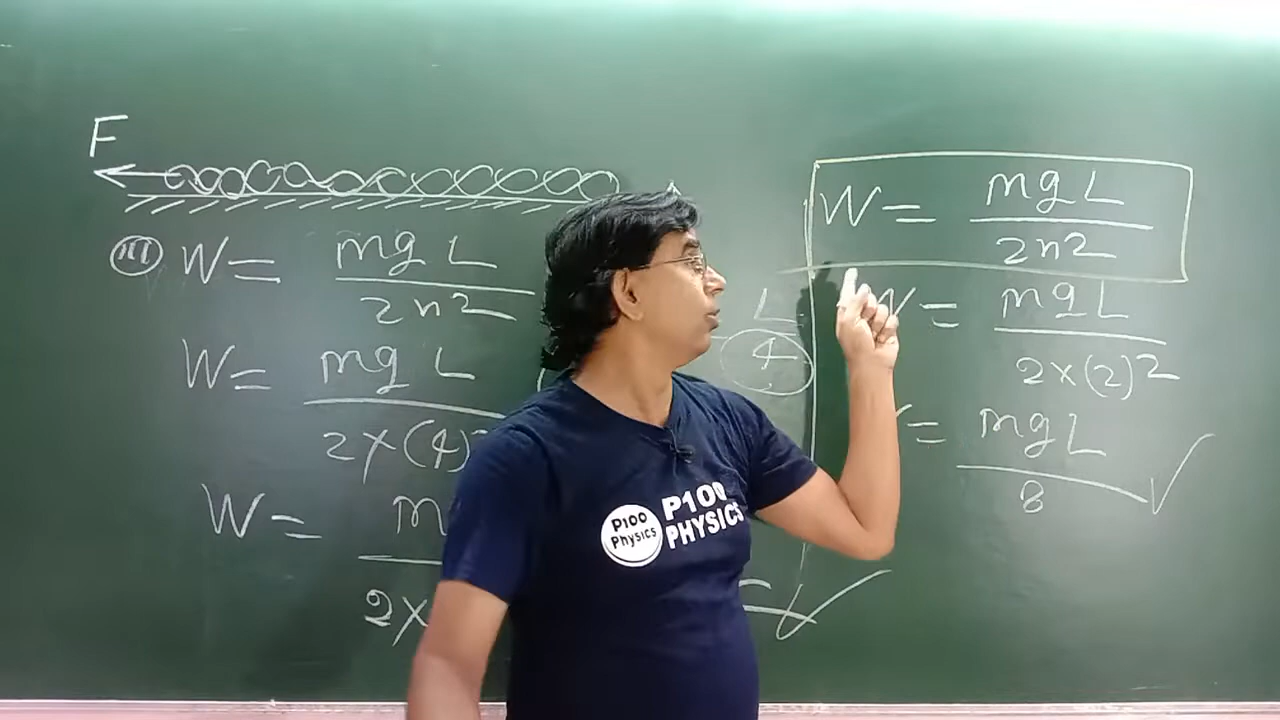 F
(III) W = mgL / 2n²
W = mgL / 2×(4)²
W =
2×
L / 4
W = mgL / 2n²
W = mgL / 2×(2)²
= mgL / 8
P100 Physics
P100 PHYSICS